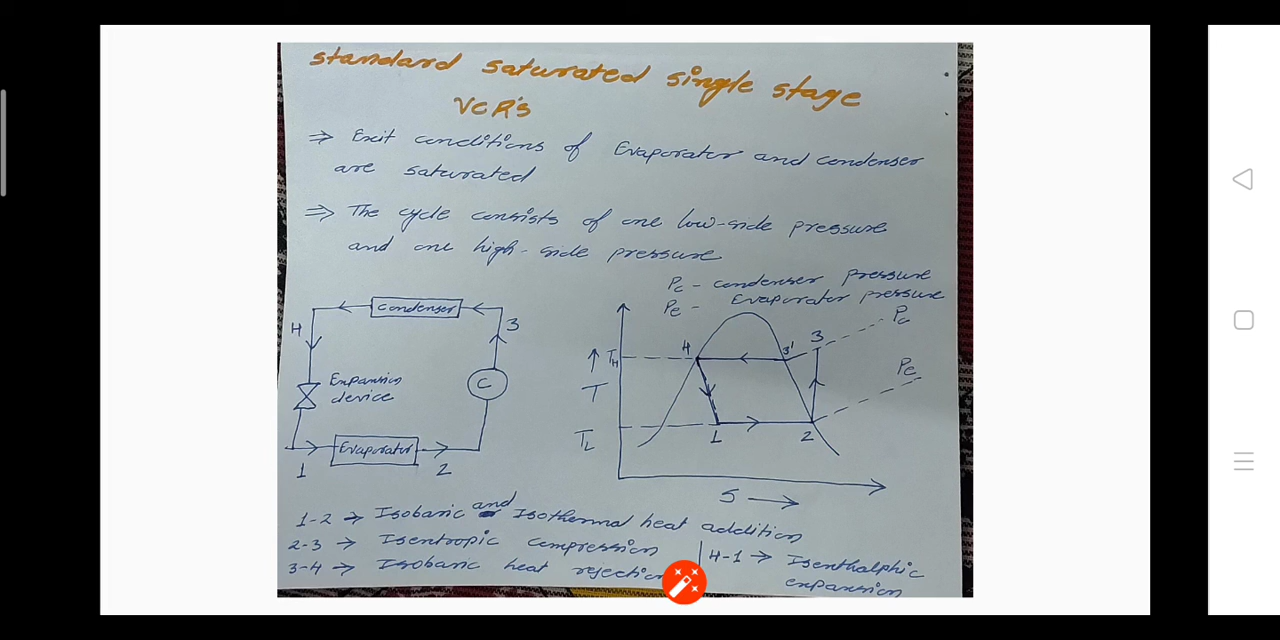 standard saturated single stage
VCR's
⇒ Exit conditions of Evaporator and condenser
are saturated
⇒ The cycle consists of one low-side pressure
and one high-side pressure
Pc - condenser pressure
Pe - Evaporator pressure
Condenser
4
3
Expansion
device
C
Evaporator
1
2
Pc
3
4
3'
TH
↑
T
Pe
TL
1
2
S →
1-2 → Isobaric and Isothermal heat addition
2-3 → Isentropic compression
3-4 → Isobaric heat rejection
4-1 → Isenthalphic
expansion